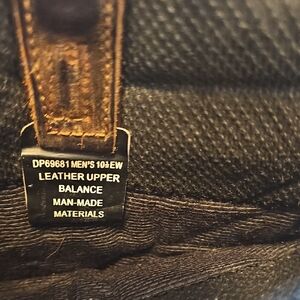 DP69681 MEN'S 10½EW
LEATHER UPPER
BALANCE
MAN-MADE
MATERIALS